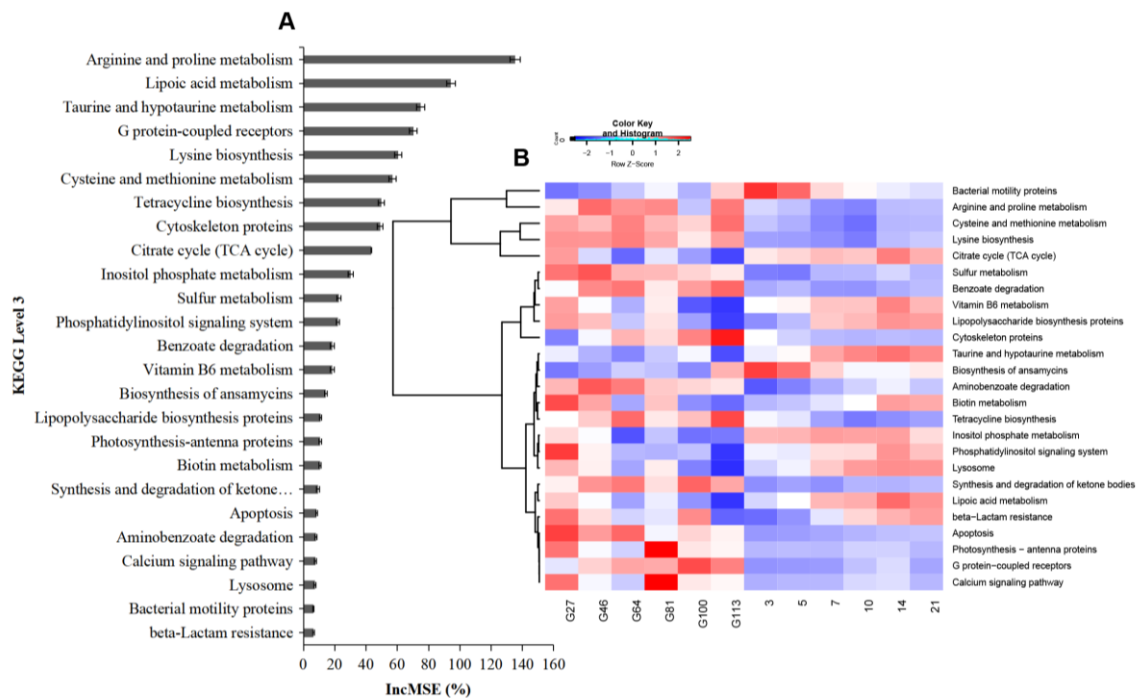 A
KEGG Level 3
Arginine and proline metabolism
Lipoic acid metabolism
Taurine and hypotaurine metabolism
G protein-coupled receptors
Lysine biosynthesis
Cysteine and methionine metabolism
Tetracycline biosynthesis
Cytoskeleton proteins
Citrate cycle (TCA cycle)
Inositol phosphate metabolism
Sulfur metabolism
Phosphatidylinositol signaling system
Benzoate degradation
Vitamin B6 metabolism
Biosynthesis of ansamycins
Lipopolysaccharide biosynthesis proteins
Photosynthesis-antenna proteins
Biotin metabolism
Synthesis and degradation of ketone…
Apoptosis
Aminobenzoate degradation
Calcium signaling pathway
Lysosome
Bacterial motility proteins
beta-Lactam resistance
0 20 40 60 80 100 120 140 160
IncMSE (%)
B
Color Key
and Histogram
Count
0
−2 −1 0 1 2
Row Z−Score
Bacterial motility proteins
Arginine and proline metabolism
Cysteine and methionine metabolism
Lysine biosynthesis
Citrate cycle (TCA cycle)
Sulfur metabolism
Benzoate degradation
Vitamin B6 metabolism
Lipopolysaccharide biosynthesis proteins
Cytoskeleton proteins
Taurine and hypotaurine metabolism
Biosynthesis of ansamycins
Aminobenzoate degradation
Biotin metabolism
Tetracycline biosynthesis
Inositol phosphate metabolism
Phosphatidylinositol signaling system
Lysosome
Synthesis and degradation of ketone bodies
Lipoic acid metabolism
beta−Lactam resistance
Apoptosis
Photosynthesis − antenna proteins
G protein−coupled receptors
Calcium signaling pathway
G27 G46 G64 G81 G100 G113 3 5 7 10 14 21